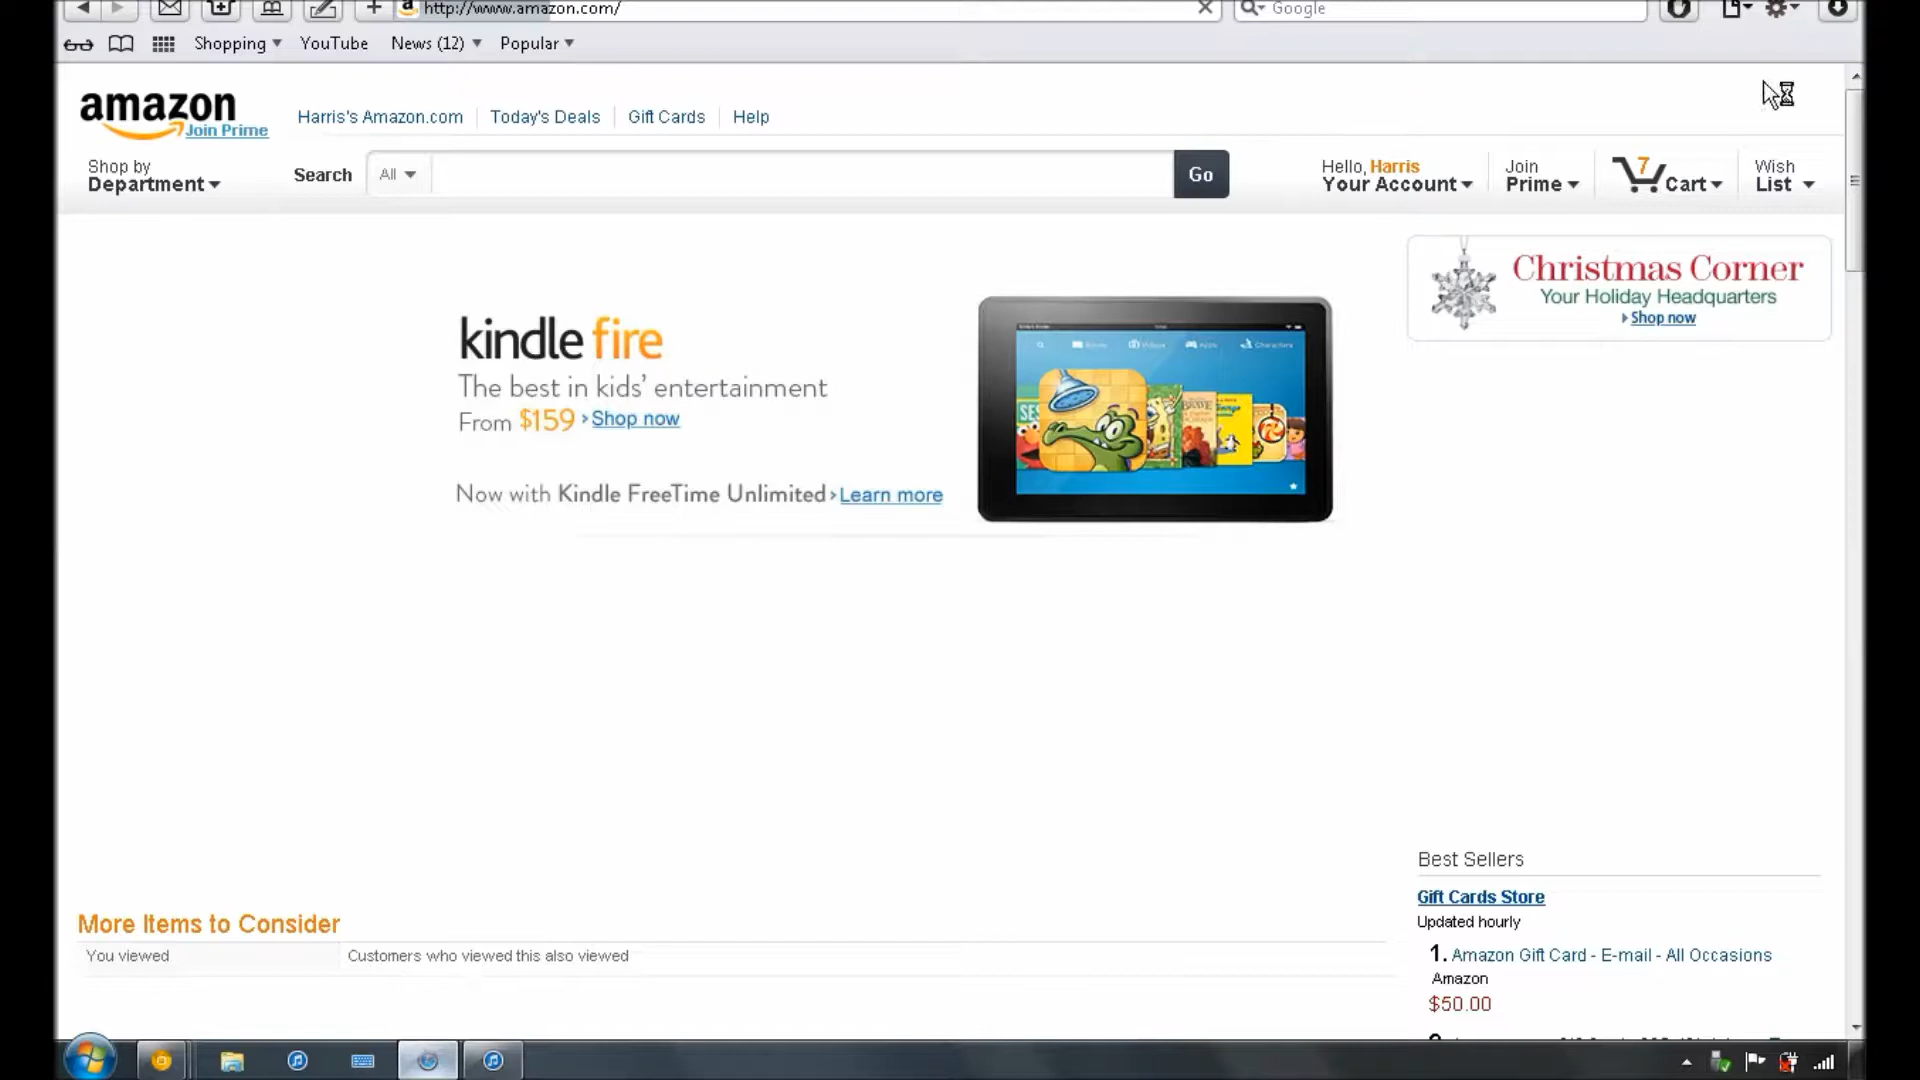 http://www.amazon.com/
Google
Shopping
YouTube
News (12)
Popular
amazon
Join Prime
Harris's Amazon.com
Today's Deals
Gift Cards
Help
Shop by
Department
Search
All
Go
Hello, Harris
Your Account
Join
Prime
7
Cart
Wish
List
Christmas Corner
Your Holiday Headquarters
Shop now
kindle fire
The best in kids' entertainment
From $159 Shop now
Now with Kindle FreeTime Unlimited Learn more
BRAVE
Best Sellers
Gift Cards Store
Updated hourly
More Items to Consider
You viewed
Customers who viewed this also viewed
1. Amazon Gift Card - E-mail - All Occasions
Amazon
$50.00